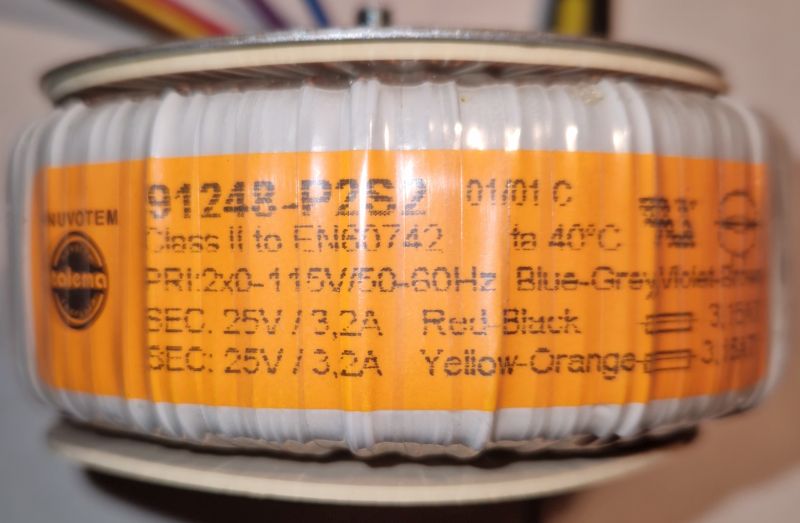 91248-P2S2 01/01 C
NUVOTEM
Class II to EN60742 ta 40°C
talema
PRI:2x0-115V/50-60Hz Blue-Grey Violet-Brown
SEC. 25V / 3,2A Red-Black 3,15AT
SEC: 25V / 3,2A Yellow-Orange 3,15AT